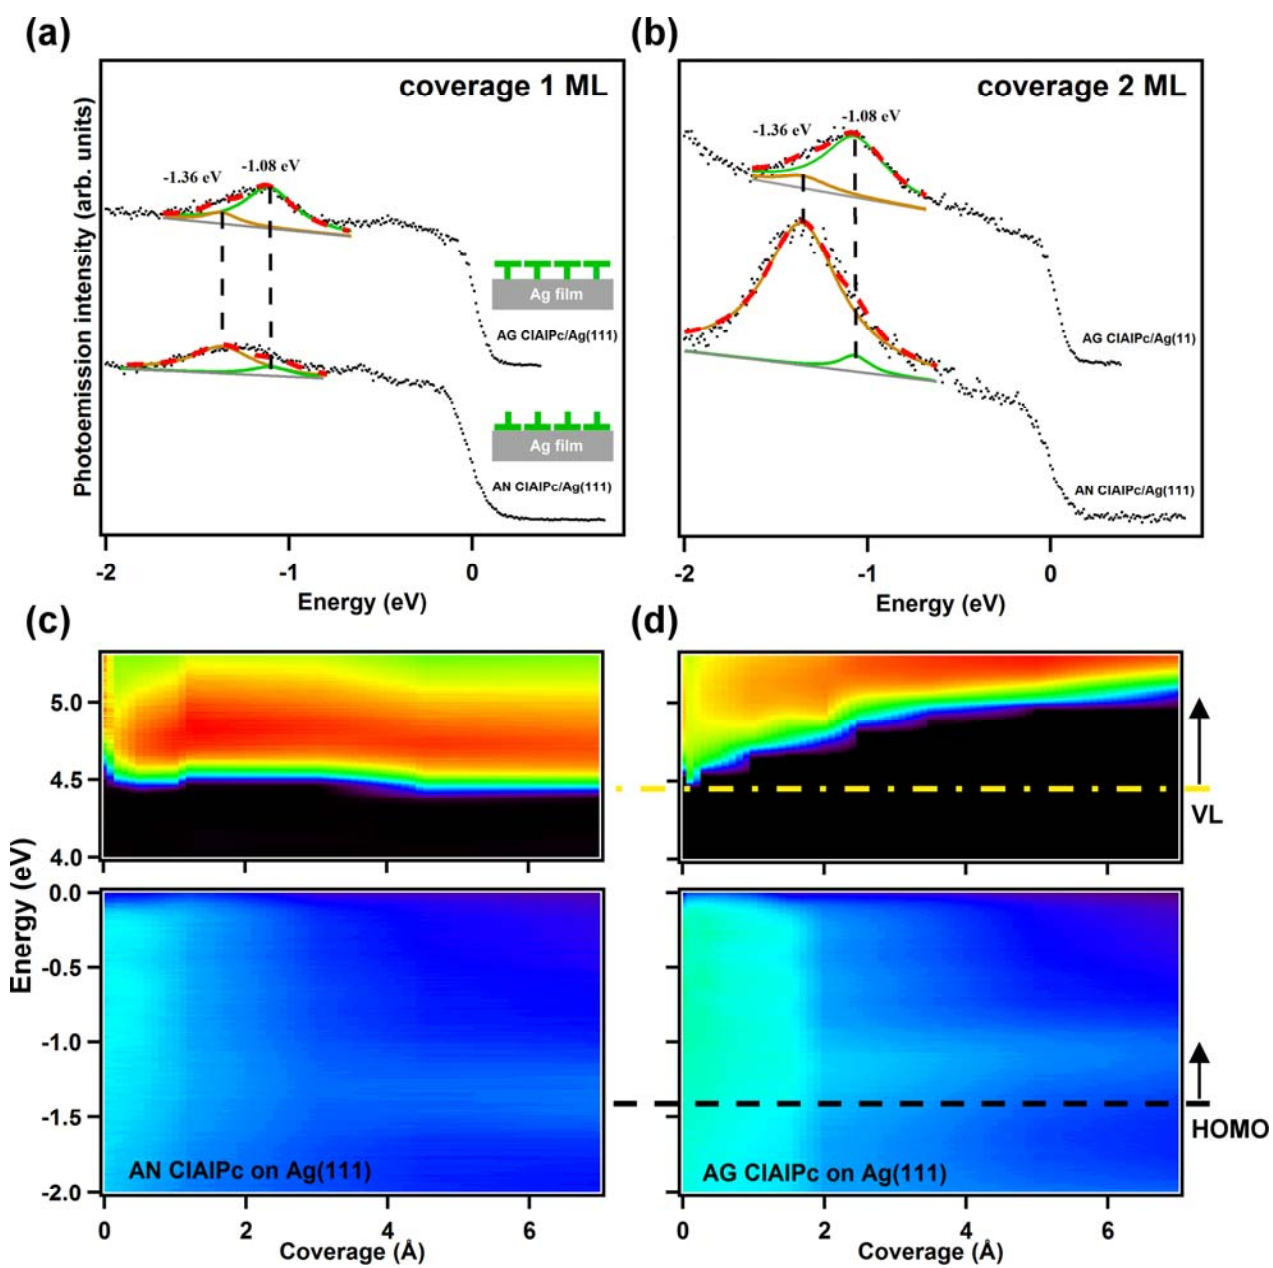 (a)
coverage 1 ML
-1.36 eV
-1.08 eV
Ag film
AG ClAlPc/Ag(111)
Ag film
AN ClAlPc/Ag(111)
Photoemission intensity (arb. units)
-2
-1
0
Energy (eV)
(b)
coverage 2 ML
-1.36 eV
-1.08 eV
AG ClAlPc/Ag(11)
AN ClAlPc/Ag(111)
-2
-1
0
Energy (eV)
(c)
5.0
4.5
4.0
0.0
-0.5
-1.0
-1.5
-2.0
Energy (eV)
AN ClAlPc on Ag(111)
0
2
4
6
Coverage (Å)
(d)
VL
HOMO
AG ClAlPc on Ag(111)
0
2
4
6
Coverage (Å)